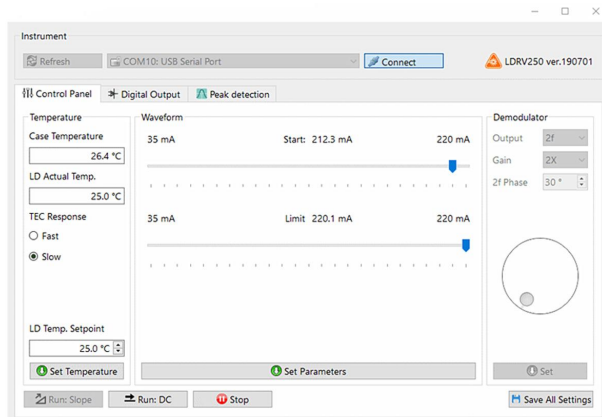 Instrument
Refresh
COM10: USB Serial Port
Connect
LDRV250 ver.190701
Control Panel
Digital Output
Peak detection
Temperature
Case Temperature
26.4 °C
LD Actual Temp.
25.0 °C
TEC Response
Fast
Slow
LD Temp. Setpoint
25.0 °C
Set Temperature
Waveform
35 mA Start: 212.3 mA 220 mA
35 mA Limit 220.1 mA 220 mA
Set Parameters
Demodulator
Output 2f
Gain 2X
2f Phase 30 °
Set
Run: Slope
Run: DC
Stop
Save All Settings